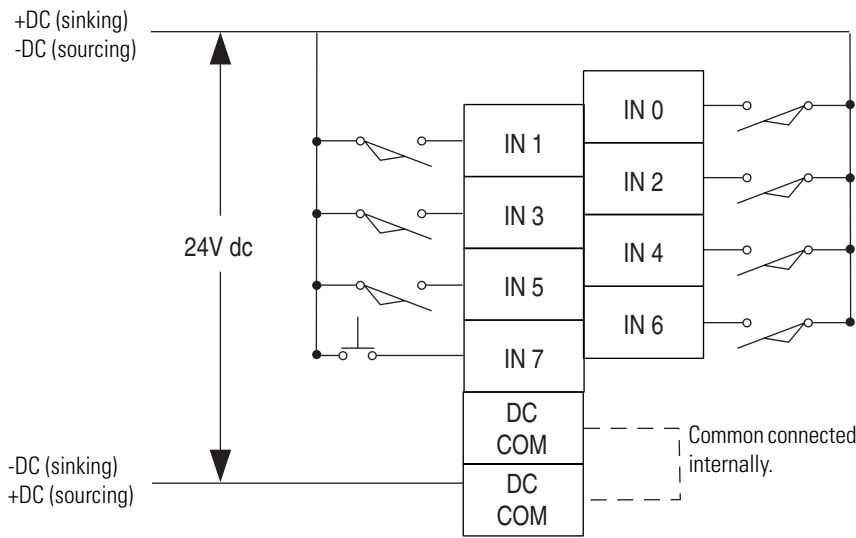 +DC (sinking)
-DC (sourcing)
IN 0
IN 1
IN 2
IN 3
24V dc
IN 4
IN 5
IN 6
IN 7
DC
COM
Common connected
internally.
-DC (sinking)
+DC (sourcing)
DC
COM